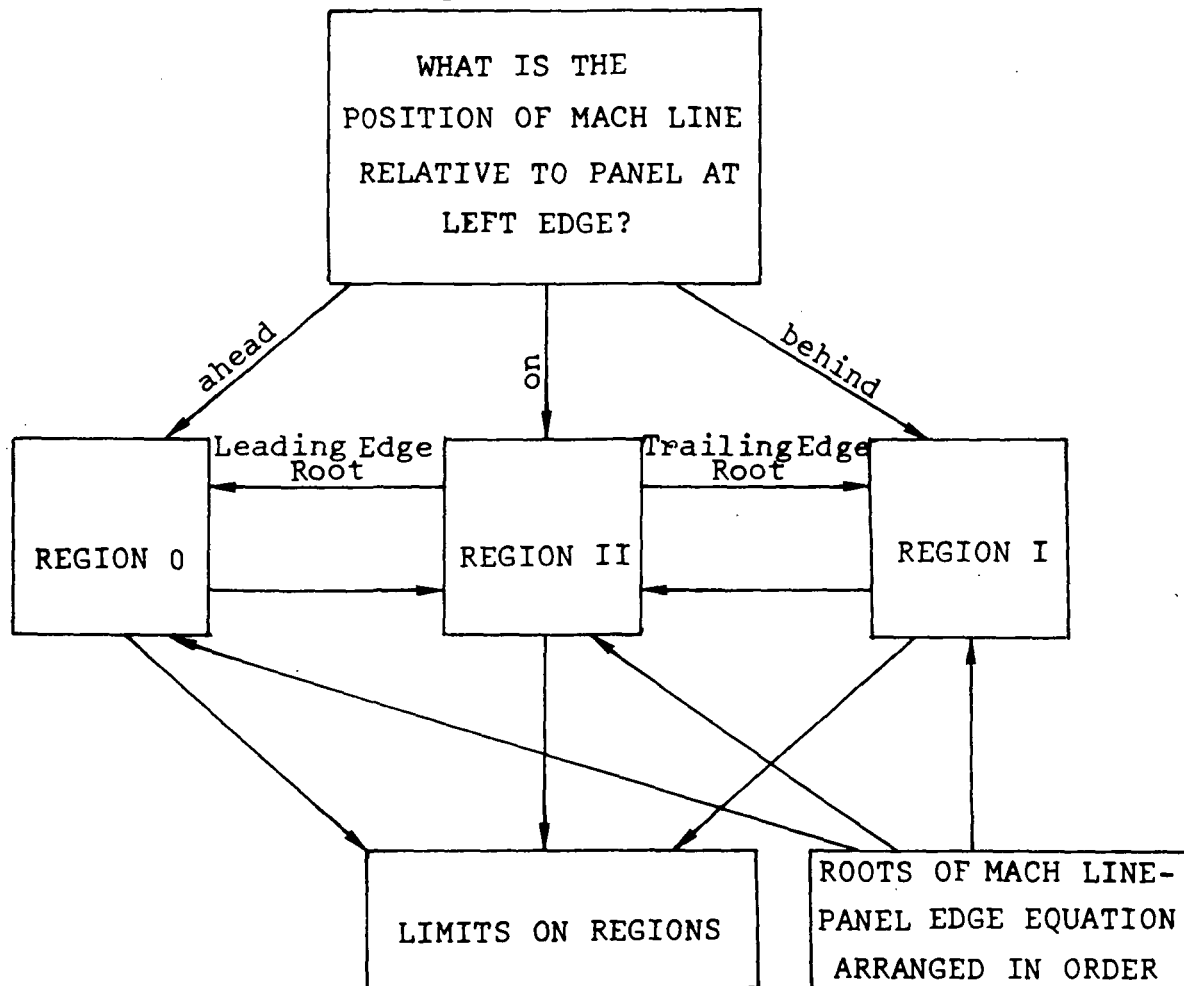 WHAT IS THE
POSITION OF MACH LINE
RELATIVE TO PANEL AT
LEFT EDGE?
ahead
on
behind
Leading Edge
Root
Trailing Edge
Root
REGION 0
REGION II
REGION I
LIMITS ON REGIONS
ROOTS OF MACH LINE-
PANEL EDGE EQUATION
ARRANGED IN ORDER